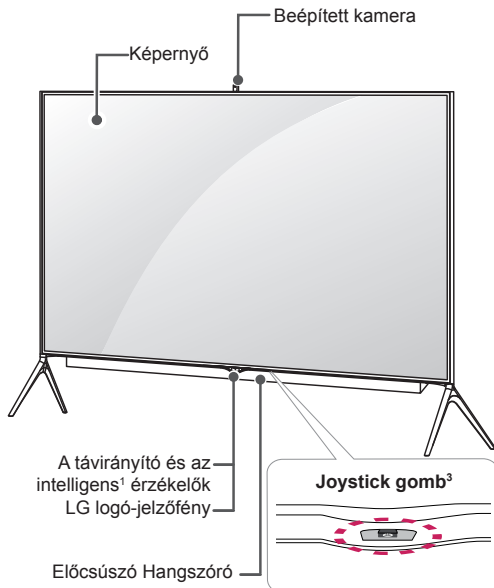 Beépített kamera
Képernyő
A távirányító és az
intelligens¹ érzékelők
LG logó-jelzőfény
Előcsúszó Hangszóró
Joystick gomb³